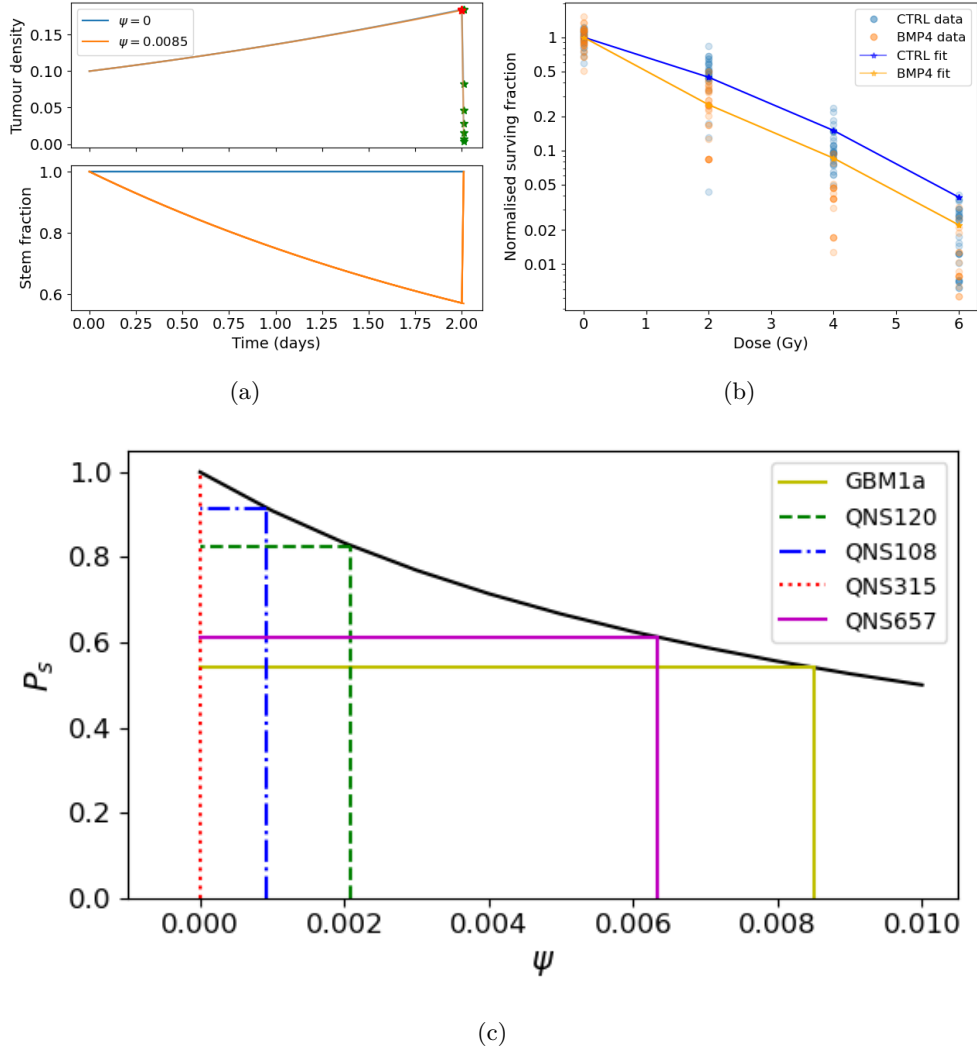 0.15
0.10
0.05
0.00
Tumour density
ψ = 0
ψ = 0.0085
1.0
0.8
0.6
Stem fraction
0.00 0.25 0.50 0.75 1.00 1.25 1.50 1.75 2.00
Time (days)
(a)
1
0.5
0.2
0.1
0.05
0.02
0.01
Normalised surving fraction
CTRL data
BMP4 data
CTRL fit
BMP4 fit
0 1 2 3 4 5 6
Dose (Gy)
(b)
1.0
0.8
0.6
0.4
0.2
0.0
P_s
GBM1a
QNS120
QNS108
QNS315
QNS657
0.000 0.002 0.004 0.006 0.008 0.010
ψ
(c)